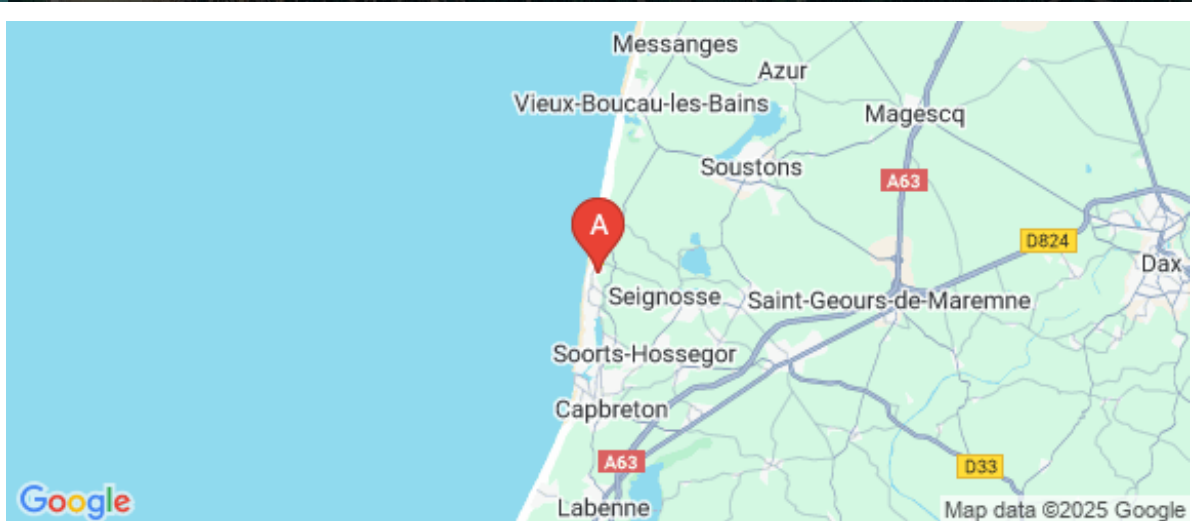 Messanges
Azur
Vieux-Boucau-les-Bains
Magescq
Soustons
A63
A
D824
Dax
Seignosse
Saint-Geours-de-Maremne
Soorts-Hossegor
Capbreton
A63
D33
Google
Labenne
Map data ©2025 Google